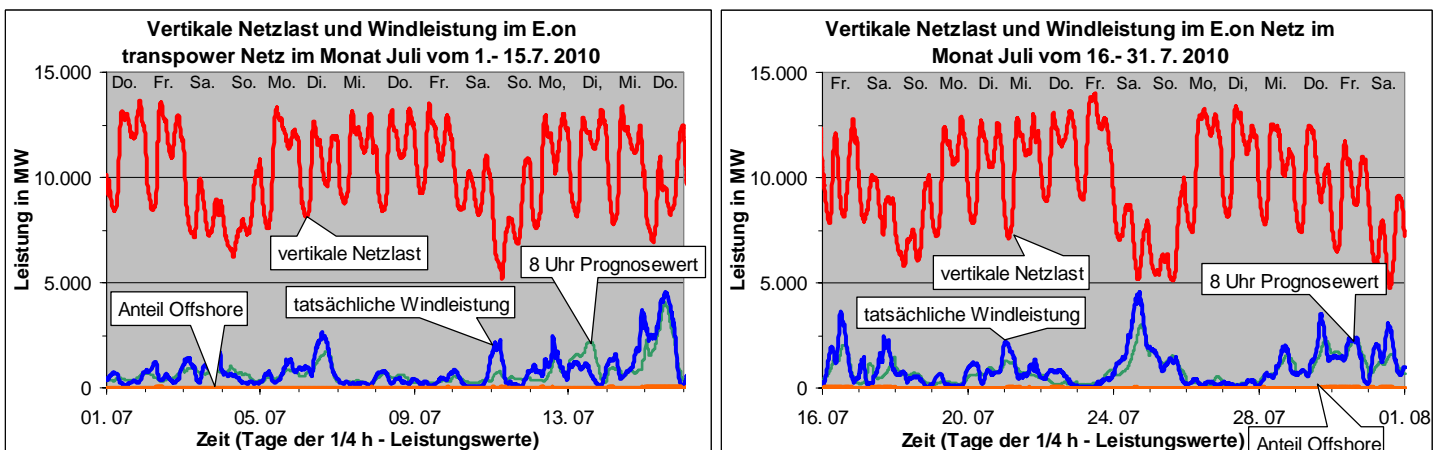 Vertikale Netzlast und Windleistung im E.on
transpower Netz im Monat Juli vom 1.- 15.7. 2010
15.000
Do. Fr. Sa. So. Mo. Di. Mi. Do. Fr. Sa. So. Mo, Di, Mi. Do.
10.000
5.000
0
Leistung in MW
vertikale Netzlast
8 Uhr Prognosewert
Anteil Offshore
tatsächliche Windleistung
01. 07 05. 07 09. 07 13. 07
Zeit (Tage der 1/4 h - Leistungswerte)
Vertikale Netzlast und Windleistung im E.on Netz im
Monat Juli vom 16.- 31. 7. 2010
15.000
Fr. Sa. So. Mo. Di. Mi. Do. Fr. Sa. So. Mo, Di, Mi. Do. Fr. Sa.
10.000
5.000
0
Leistung in MW
vertikale Netzlast
8 Uhr Prognosewert
tatsächliche Windleistung
16. 07 20. 07 24. 07 28. 07 01. 08
Zeit (Tage der 1/4 h - Leistungswerte)
Anteil Offshore